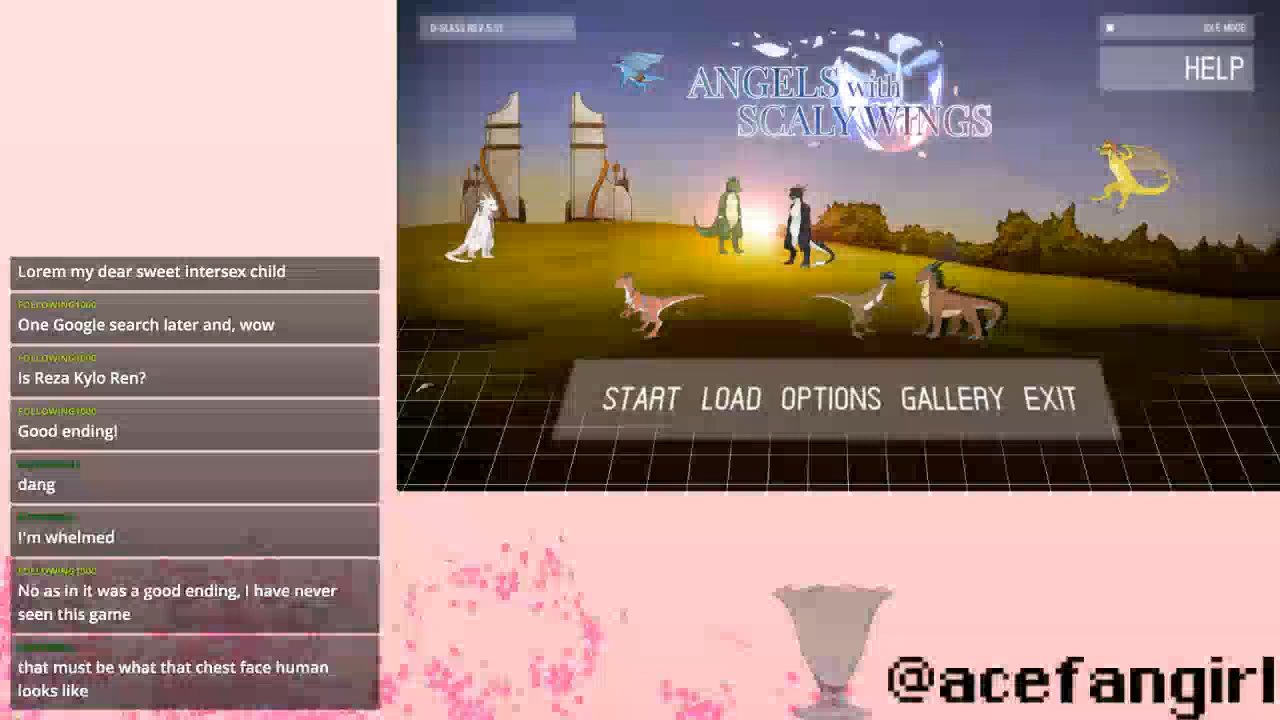 Lorem my dear sweet intersex child
FOLLOWING1000
One Google search later and, wow
FOLLOWING1000
Is Reza Kylo Ren?
FOLLOWING1000
Good ending!
dang
I'm whelmed
FOLLOWING1000
No as in it was a good ending, I have never
seen this game
that must be what that chest face human
looks like
IDLE MODE
HELP
ANGELS with
SCALY WINGS
START LOAD OPTIONS GALLERY EXIT
@acefangirl